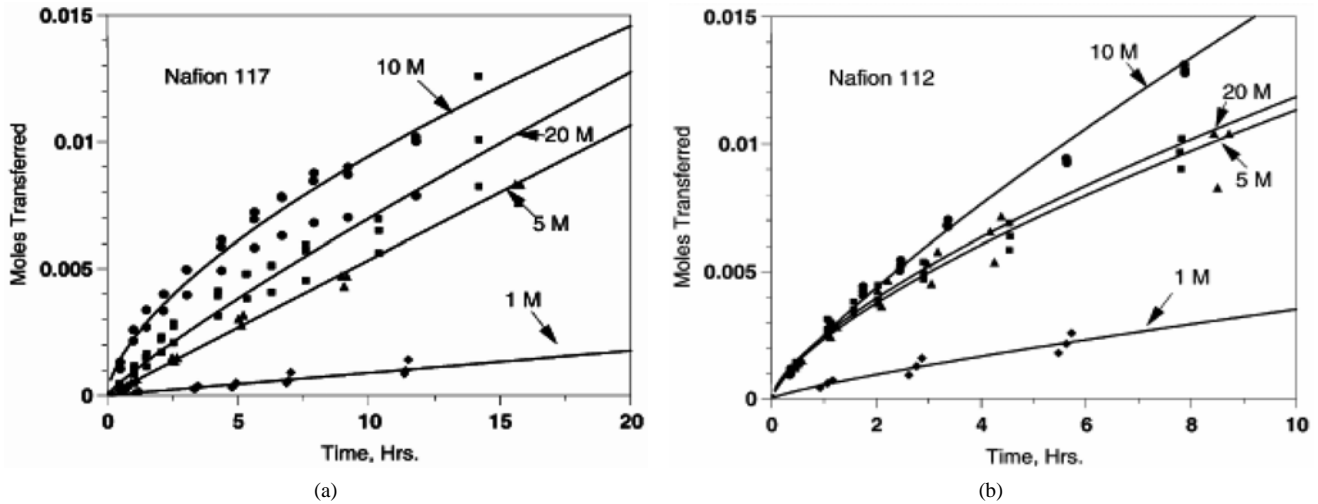 0.015
0.010
0.005
0
Moles Transferred
Nafion 117
10 M
20 M
5 M
1 M
0 5 10 15 20
Time, Hrs.
(a)
0.015
0.010
0.005
0
Moles Transferred
Nafion 112
10 M
20 M
5 M
1 M
0 2 4 6 8 10
Time, Hrs.
(b)